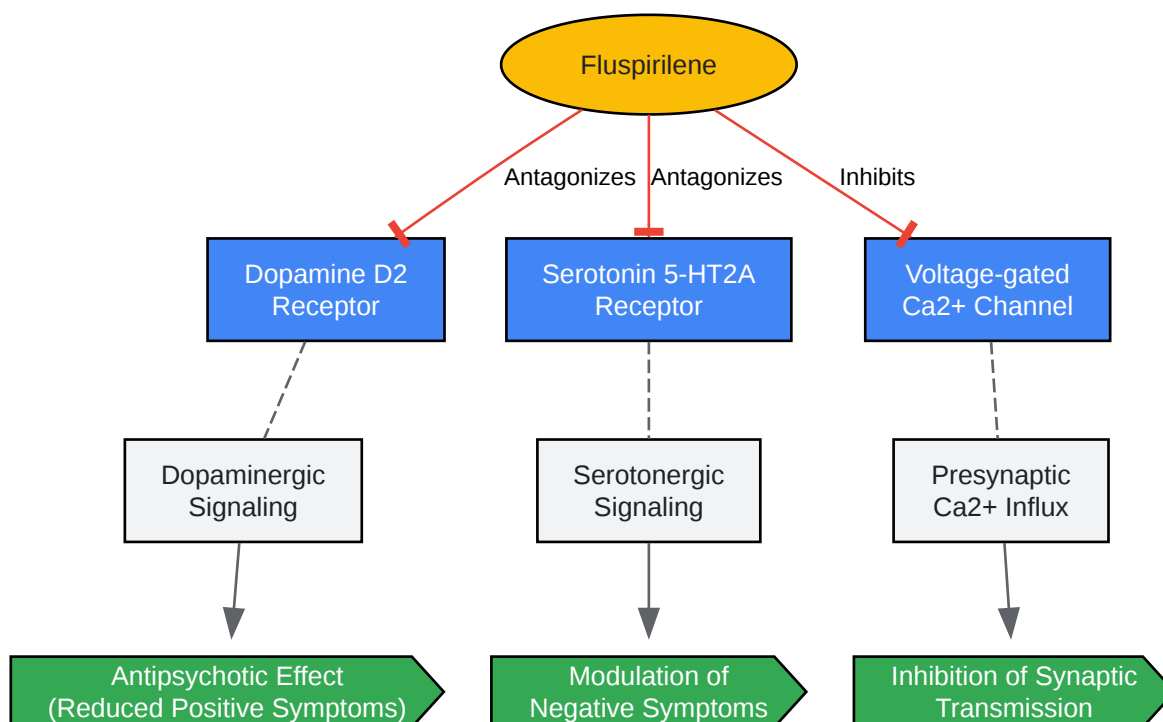 Fluspirilene
Antagonizes
Antagonizes
Inhibits
Dopamine D2
Receptor
Serotonin 5-HT2A
Receptor
Voltage-gated
Ca2+ Channel
Dopaminergic
Signaling
Serotonergic
Signaling
Presynaptic
Ca2+ Influx
Antipsychotic Effect
(Reduced Positive Symptoms)
Modulation of
Negative Symptoms
Inhibition of Synaptic
Transmission